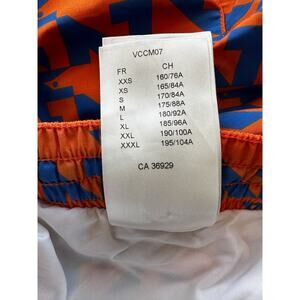 VCCM07
FR CH
XXS 160/76A
XS 165/84A
S 170/84A
M 175/88A
L 180/92A
XL 185/96A
XXL 190/100A
XXXL 195/104A
CA 36929